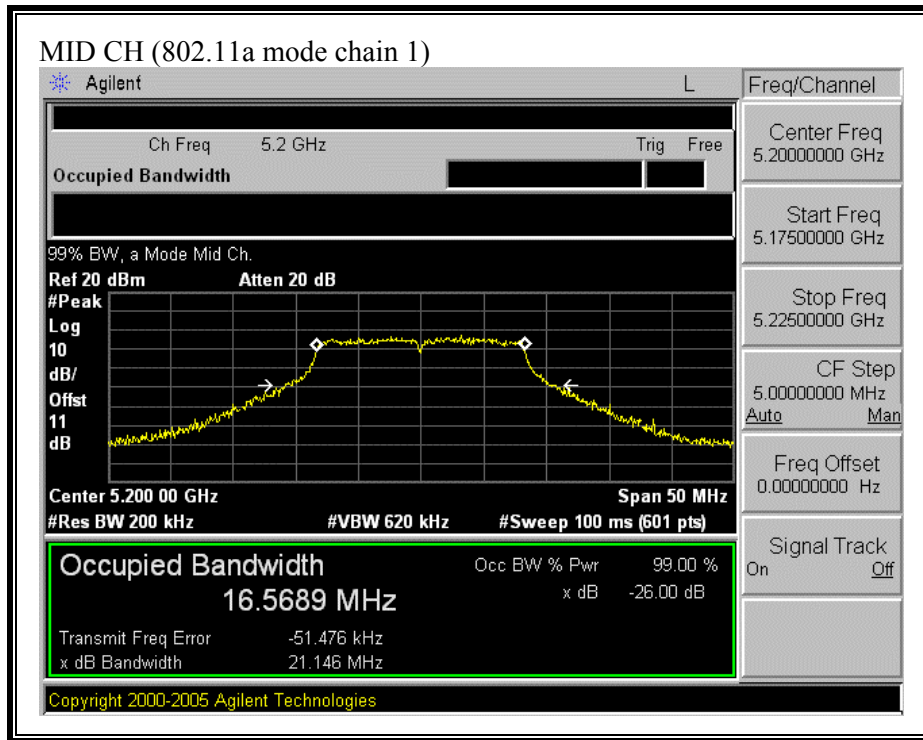 MID CH (802.11a mode chain 1)
Agilent L Freq/Channel
Ch Freq 5.2 GHz Trig Free
Occupied Bandwidth
Center Freq
5.20000000 GHz
Start Freq
5.17500000 GHz
Stop Freq
5.22500000 GHz
CF Step
5.00000000 MHz
Auto Man
Freq Offset
0.00000000 Hz
Signal Track
On Off
99% BW, a Mode Mid Ch.
Ref 20 dBm Atten 20 dB
#Peak
Log
10
dB/
Offst
11
dB
Center 5.200 00 GHz Span 50 MHz
#Res BW 200 kHz #VBW 620 kHz #Sweep 100 ms (601 pts)
Occupied Bandwidth Occ BW % Pwr 99.00 %
16.5689 MHz x dB -26.00 dB
Transmit Freq Error -51.476 kHz
x dB Bandwidth 21.146 MHz
Copyright 2000-2005 Agilent Technologies